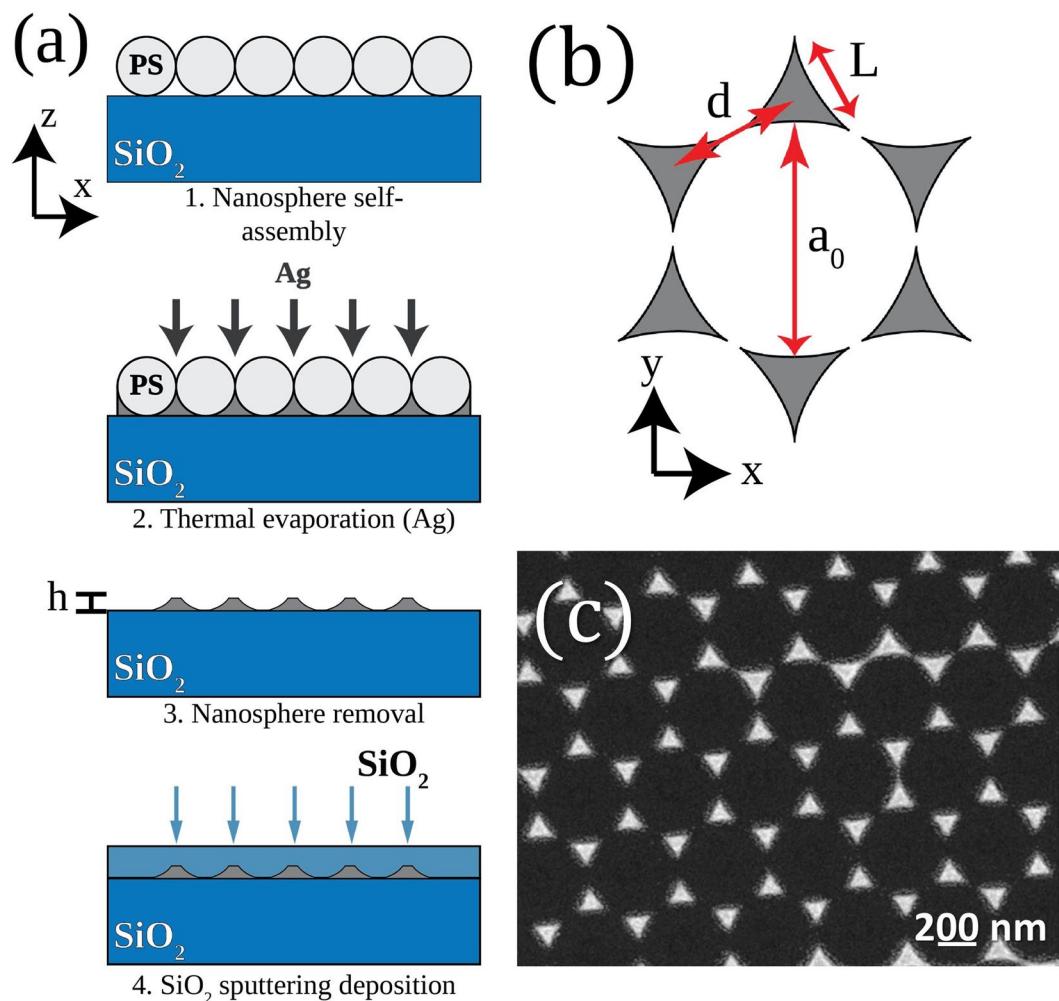 (a)
PS
SiO₂
z
x
1. Nanosphere self-
assembly
Ag
PS
SiO₂
2. Thermal evaporation (Ag)
h
SiO₂
3. Nanosphere removal
SiO₂
SiO₂
4. SiO₂ sputtering deposition
(b)
L
d
a₀
y
x
(c)
200 nm